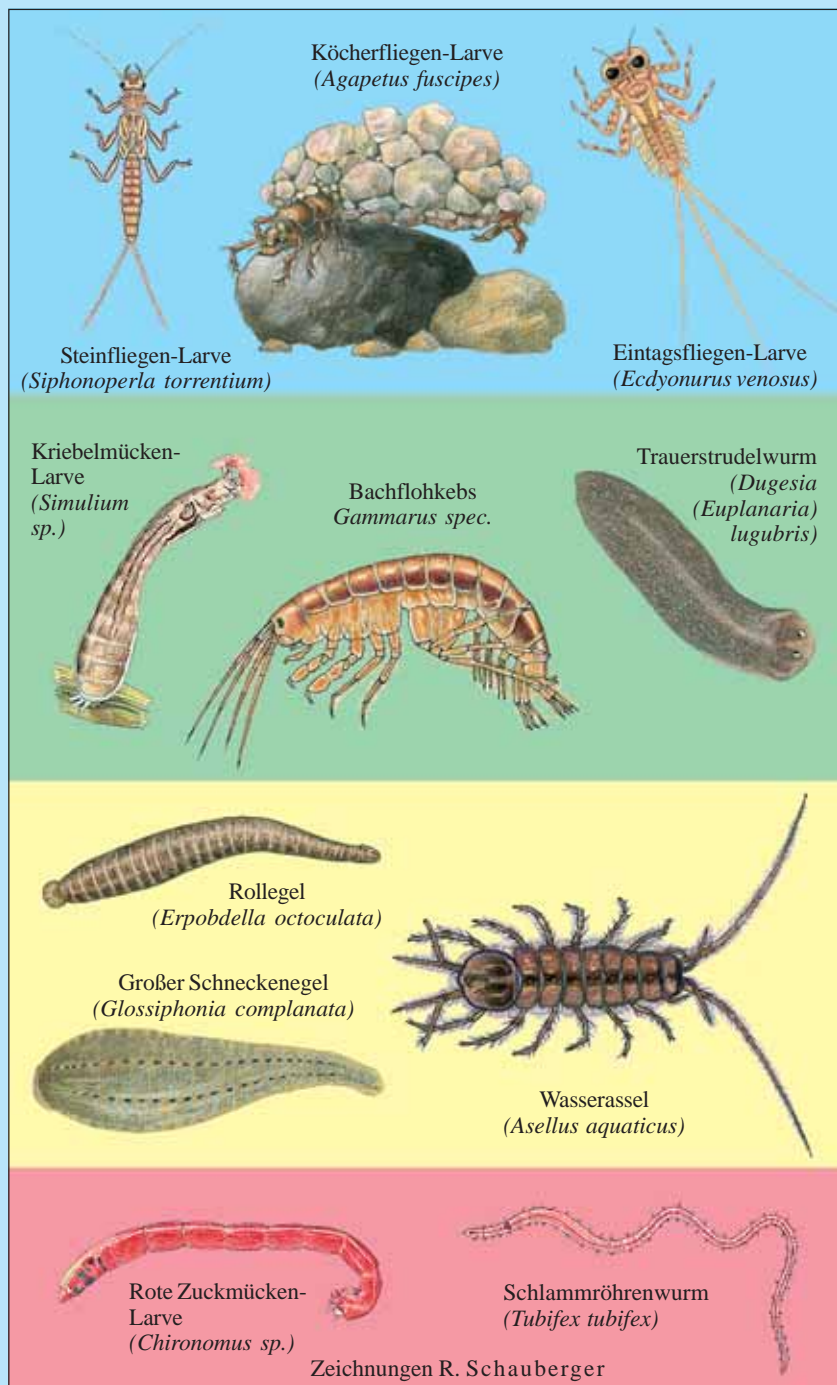 Köcherfliegen-Larve
(Agapetus fuscipes)
Steinfliegen-Larve
(Siphonoperla torrentium)
Eintagsfliegen-Larve
(Ecdyonurus venosus)
Kriebelmücken-
Larve
(Simulium
sp.)
Bachflohkebs
Gammarus spec.
Trauerstrudelwurm
(Dugesia
(Euplanaria)
lugubris)
Rollegel
(Erpobdella octoculata)
Großer Schneckenegel
(Glossiphonia complanata)
Wasserassel
(Asellus aquaticus)
Rote Zuckmücken-
Larve
(Chironomus sp.)
Schlammröhrenwurm
(Tubifex tubifex)
Zeichnungen R. Schauberger